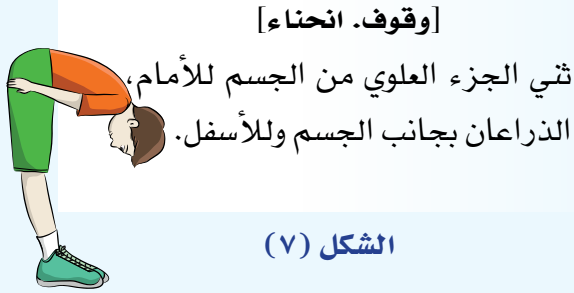 [وقوف. انحناء]
ثني الجزء العلوي من الجسم للأمام،
الذراعان بجانب الجسم وللأسفل.
الشكل (٧)